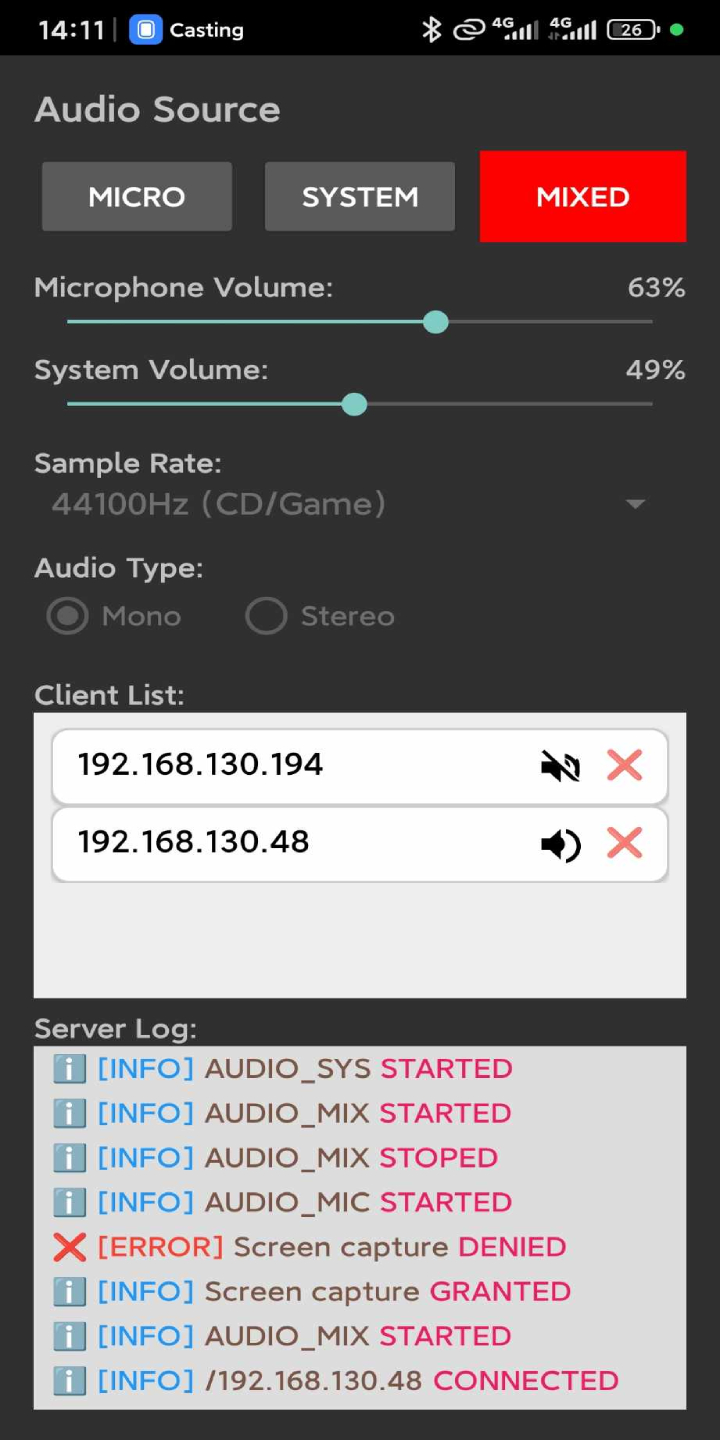 14:11 Casting 4G 4G 26
Audio Source
MICRO SYSTEM MIXED
Microphone Volume: 63%
System Volume: 49%
Sample Rate:
44100Hz (CD/Game)
Audio Type:
Mono Stereo
Client List:
192.168.130.194
192.168.130.48
Server Log:
[INFO] AUDIO_SYS STARTED
[INFO] AUDIO_MIX STARTED
[INFO] AUDIO_MIX STOPED
[INFO] AUDIO_MIC STARTED
[ERROR] Screen capture DENIED
[INFO] Screen capture GRANTED
[INFO] AUDIO_MIX STARTED
[INFO] /192.168.130.48 CONNECTED